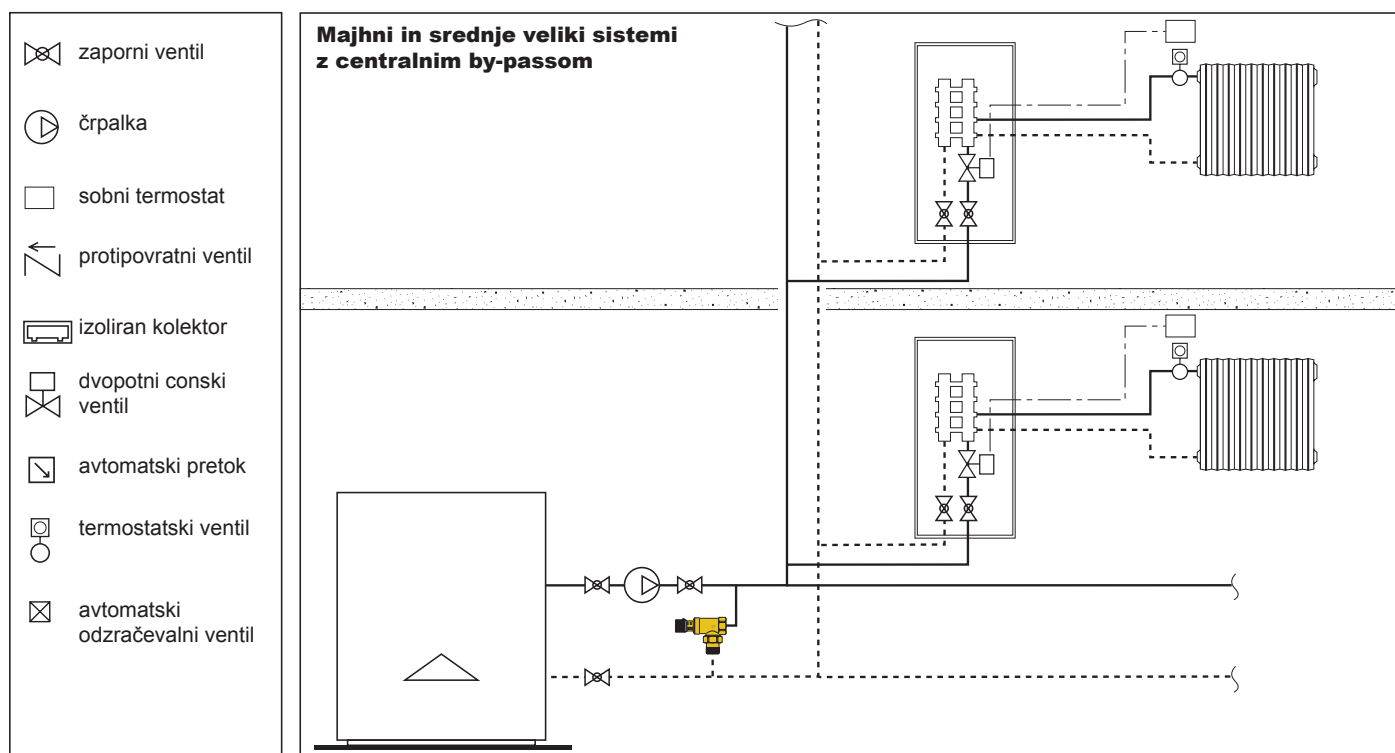 zaporni ventil
črpalka
sobni termostat
protipovratni ventil
izoliran kolektor
dvopotni conski
ventil
avtomatski pretok
termostatski ventil
avtomatski
odzračevalni ventil
Majhni in srednje veliki sistemi
z centralnim by-passom